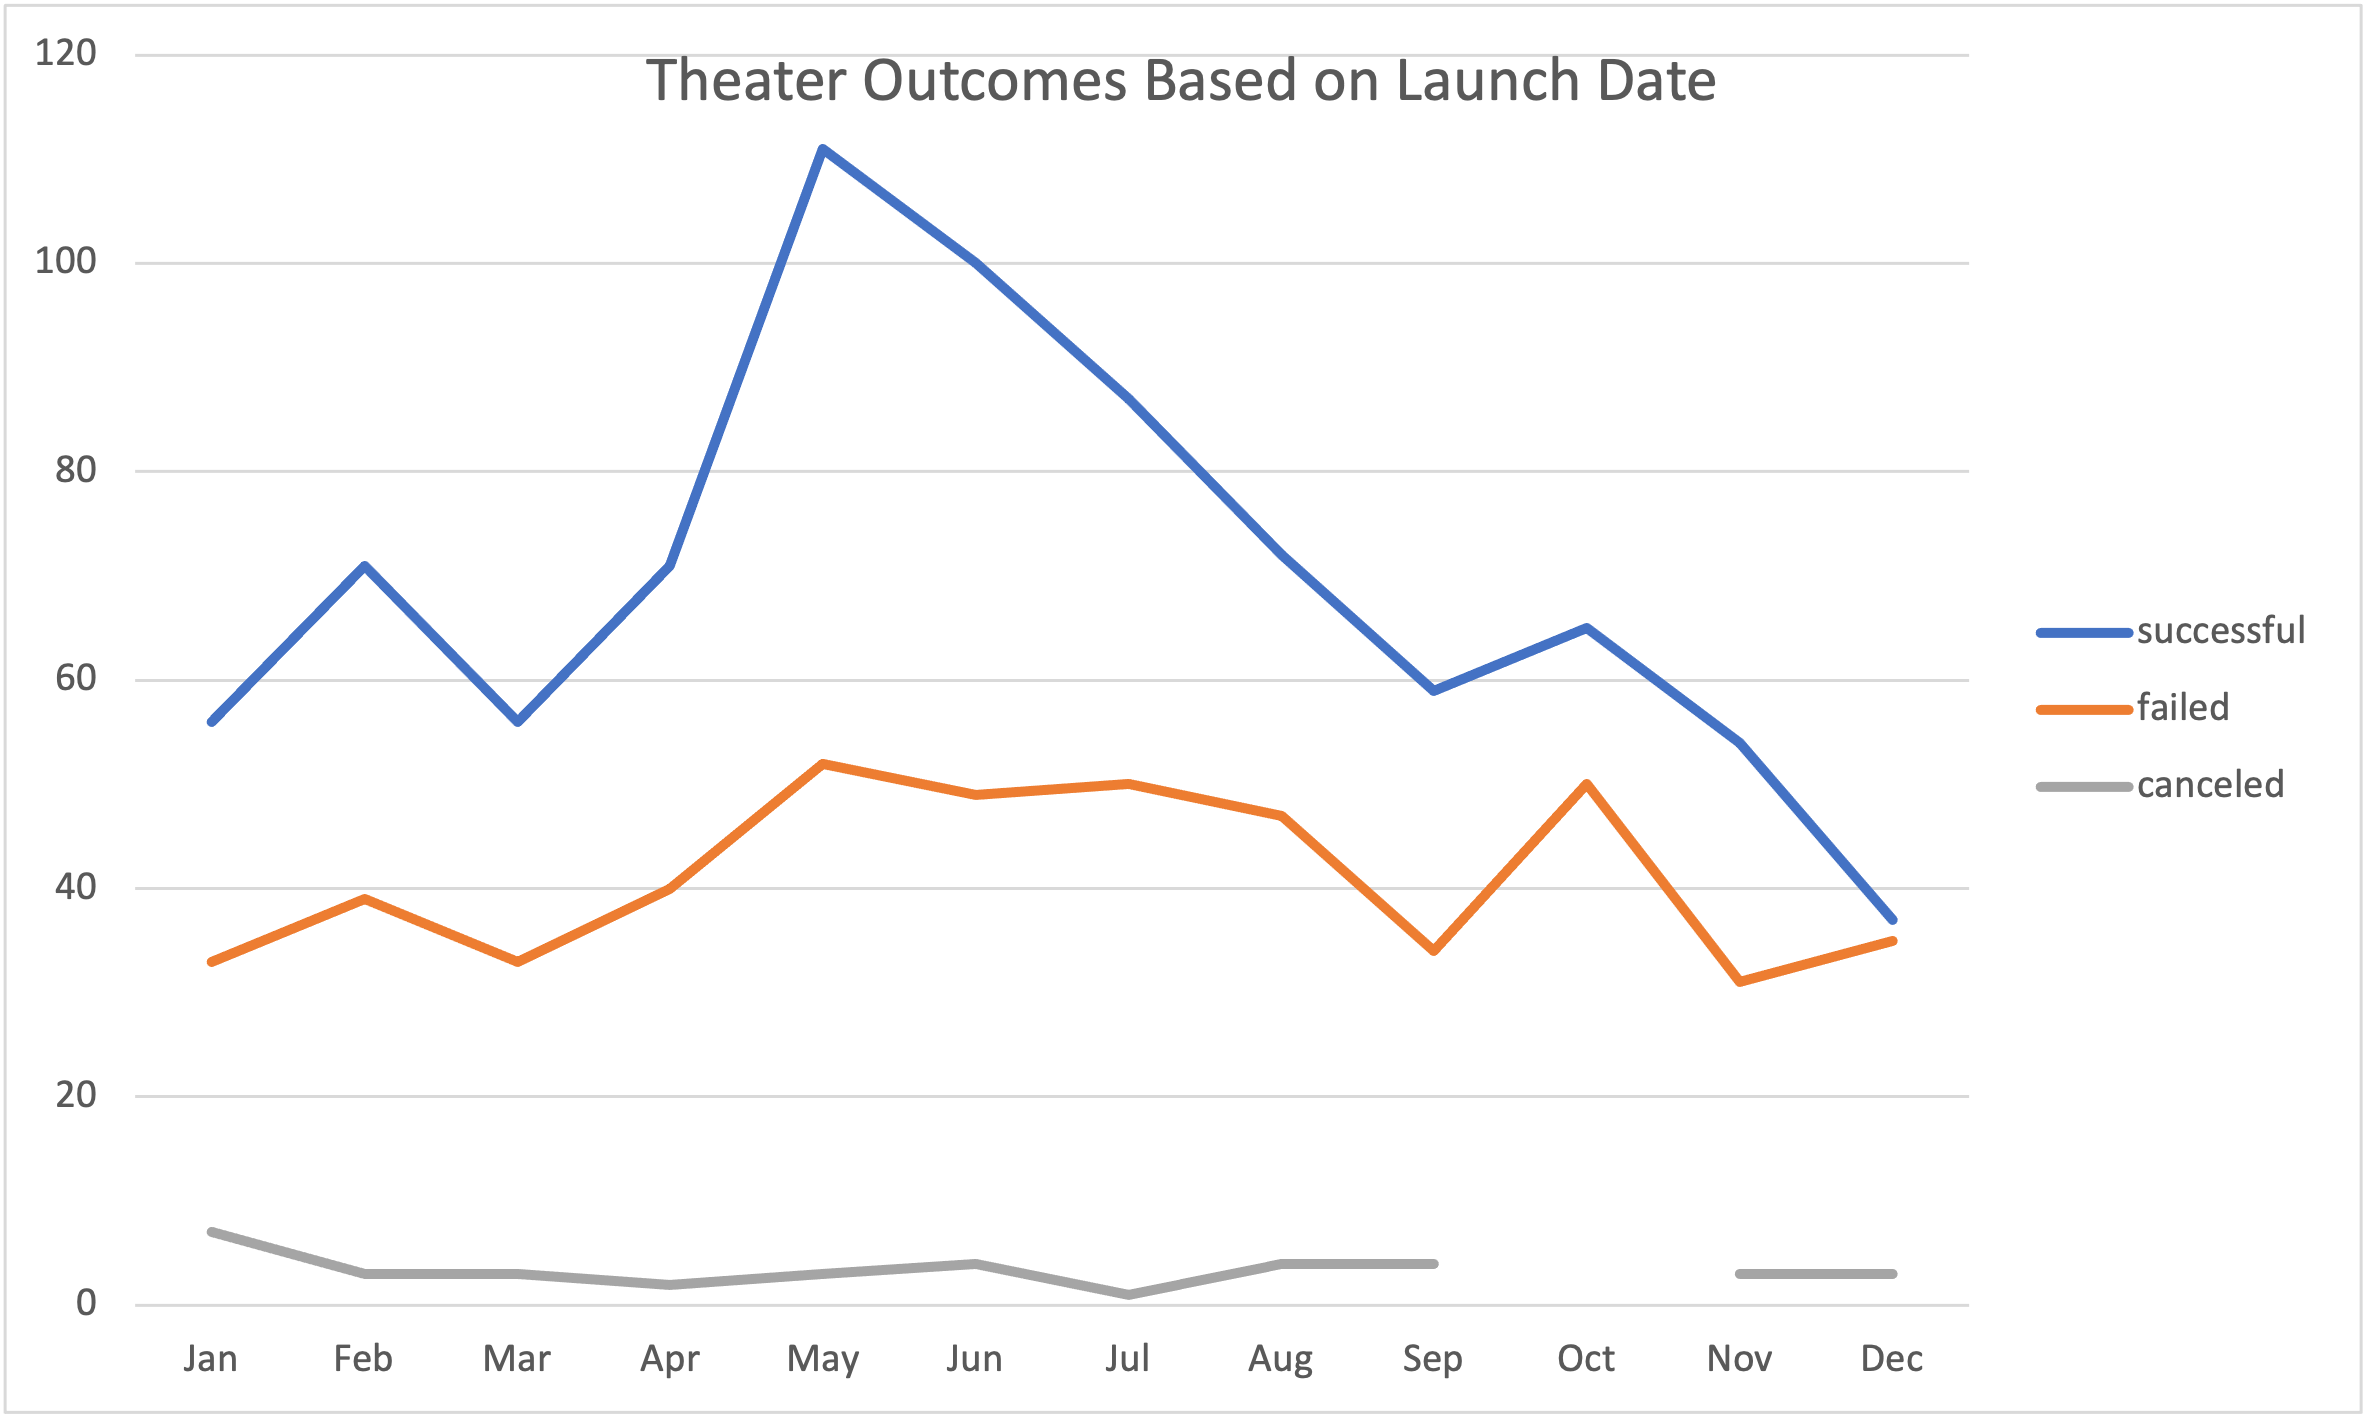 Theater Outcomes Based on Launch Date
120
100
80
60
40
20
0
Jan Feb Mar Apr May Jun Jul Aug Sep Oct Nov Dec
successful
failed
canceled